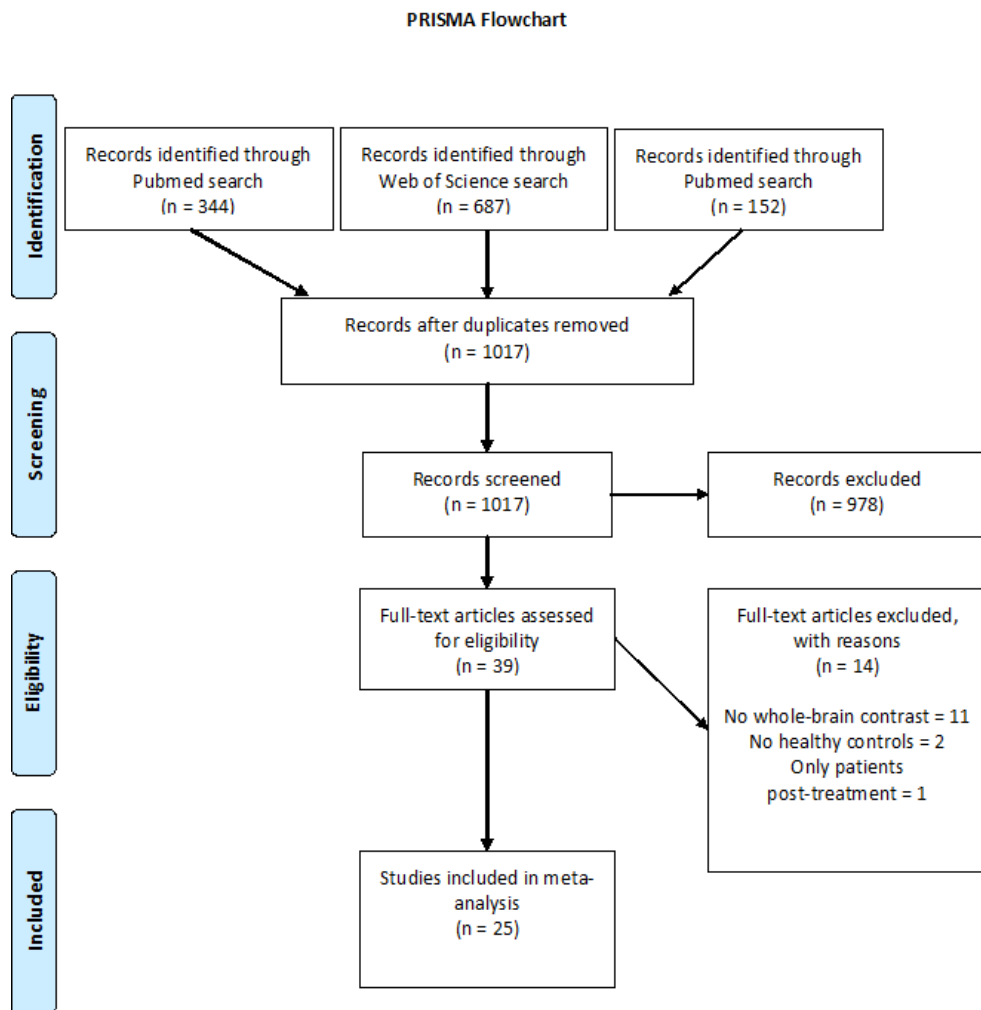 PRISMA Flowchart
Identification
Records identified through
Pubmed search
(n = 344)
Records identified through
Web of Science search
(n = 687)
Records identified through
Pubmed search
(n = 152)
Records after duplicates removed
(n = 1017)
Screening
Records screened
(n = 1017)
Records excluded
(n = 978)
Eligibility
Full-text articles assessed
for eligibility
(n = 39)
Full-text articles excluded,
with reasons
(n = 14)
No whole-brain contrast = 11
No healthy controls = 2
Only patients
post-treatment = 1
Included
Studies included in meta-
analysis
(n = 25)